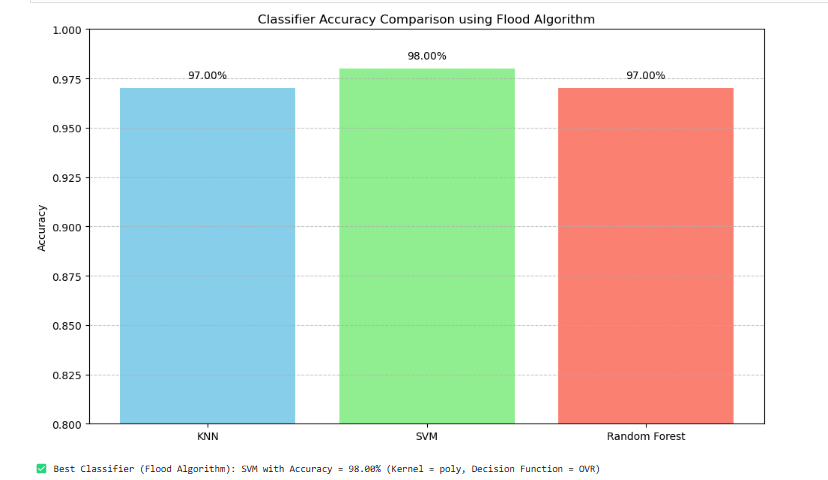 Classifier Accuracy Comparison using Flood Algorithm
1.000
98.00%
97.00%
97.00%
0.975
0.950
0.925
0.900
0.875
0.850
0.825
0.800
Accuracy
KNN
SVM
Random Forest
✅ Best Classifier (Flood Algorithm): SVM with Accuracy = 98.00% (Kernel = poly, Decision Function = OVR)